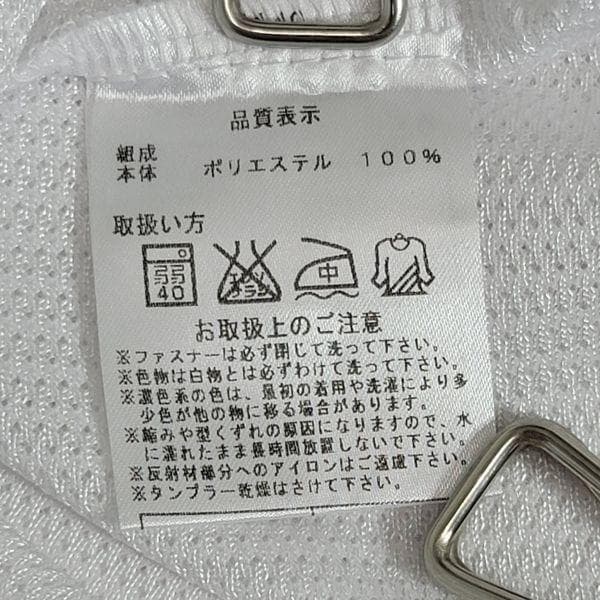 品質表示
組成
本体 ポリエステル 100%
取扱い方
弱
40
エンソ
サラシ
中
お取扱上のご注意
※ファスナーは必ず閉じて洗って下さい。
※色物は白物とは必ずわけて洗って下さい。
※濃色系の色は、最初の着用や洗濯により多
少色が他の物に移る場合があります。
※縮みや型くずれの原因になりますので、水
に濡れたまま長時間放置しないで下さい。
※反射材部分へのアイロンはご遠慮下さい。
※タンブラー乾燥はさけて下さい。